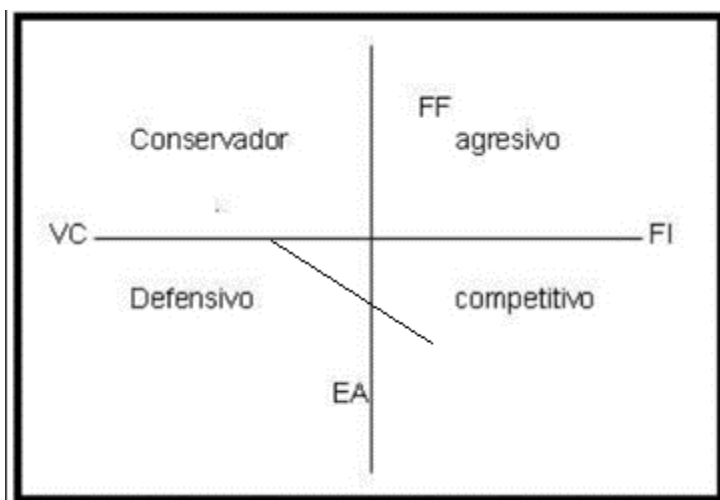 FF
Conservador agresivo
VC FI
Defensivo competitivo
EA